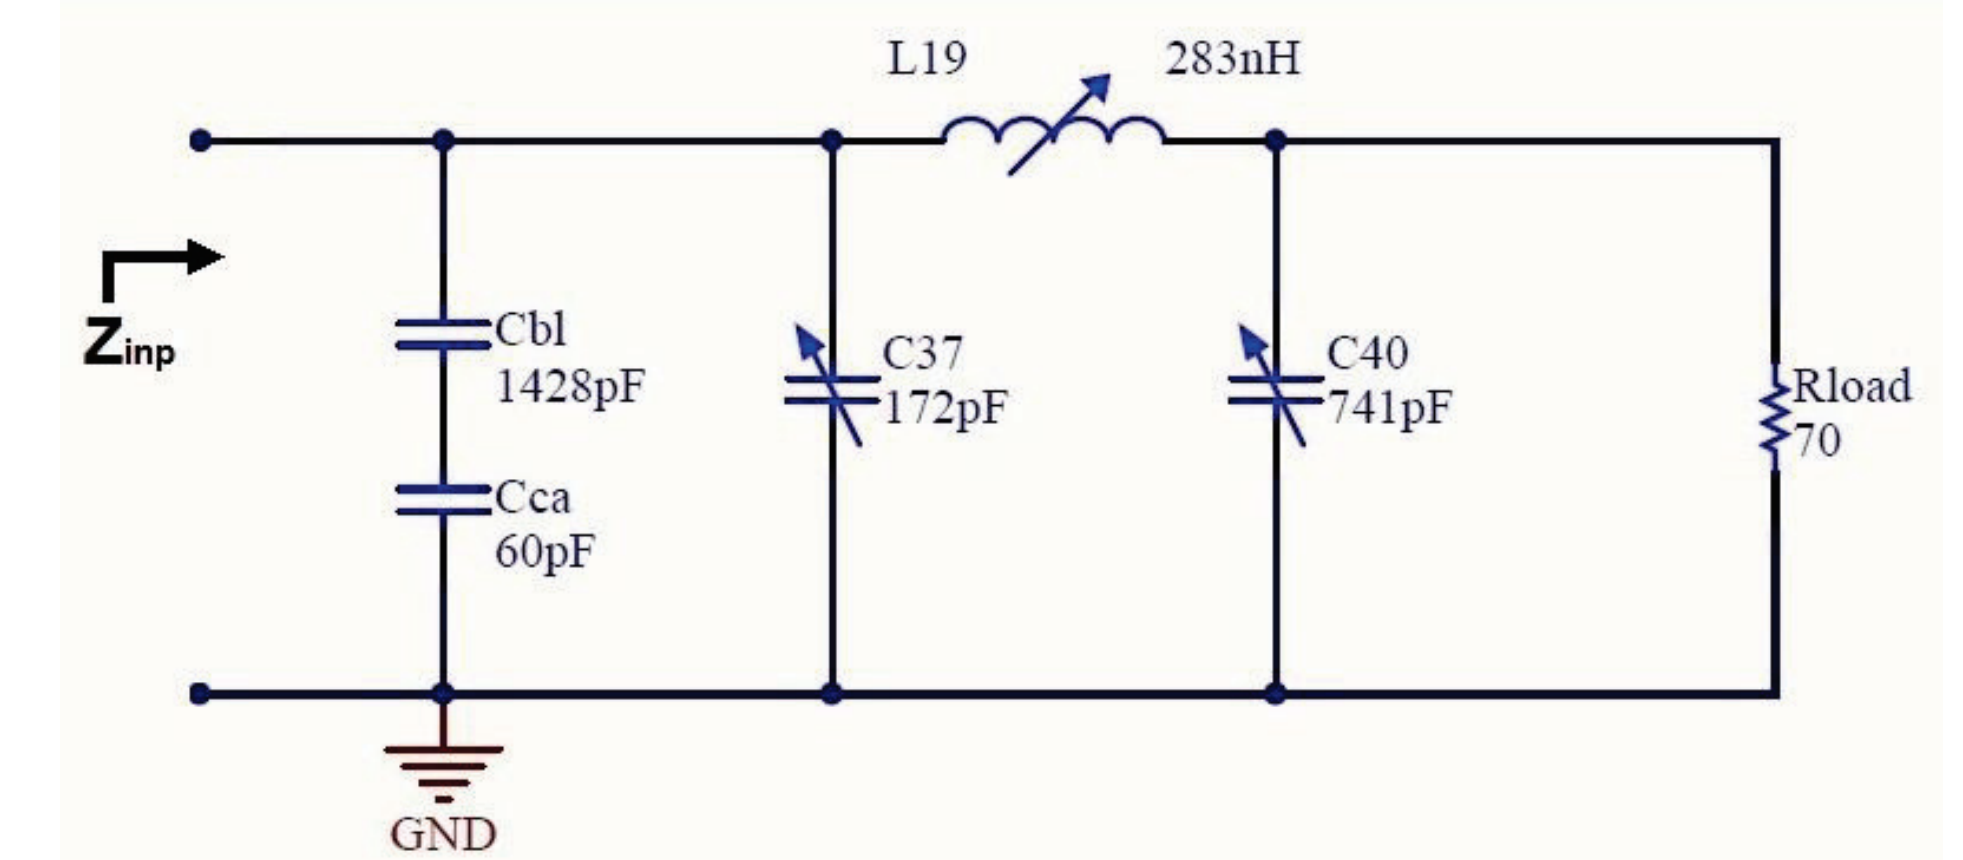 L19 283nH
Zinp
Cbl
1428pF
Cca
60pF
C37
172pF
C40
741pF
Rload
70
GND